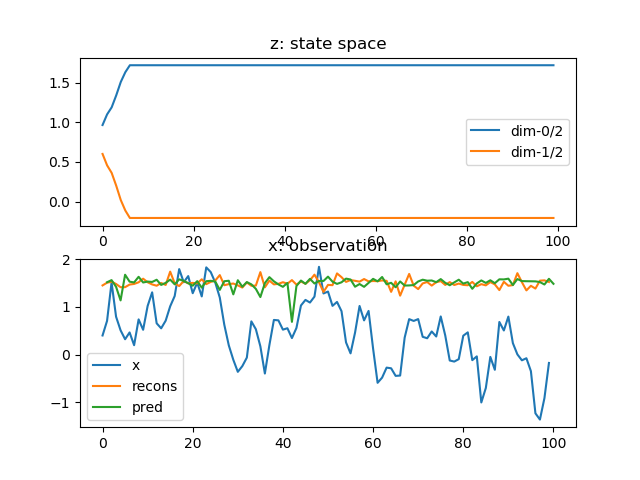 z: state space
1.5
1.0
0.5
0.0
dim-0/2
dim-1/2
0 20 40 60 80 100
x: observation
2
1
0
−1
x
recons
pred
0 20 40 60 80 100